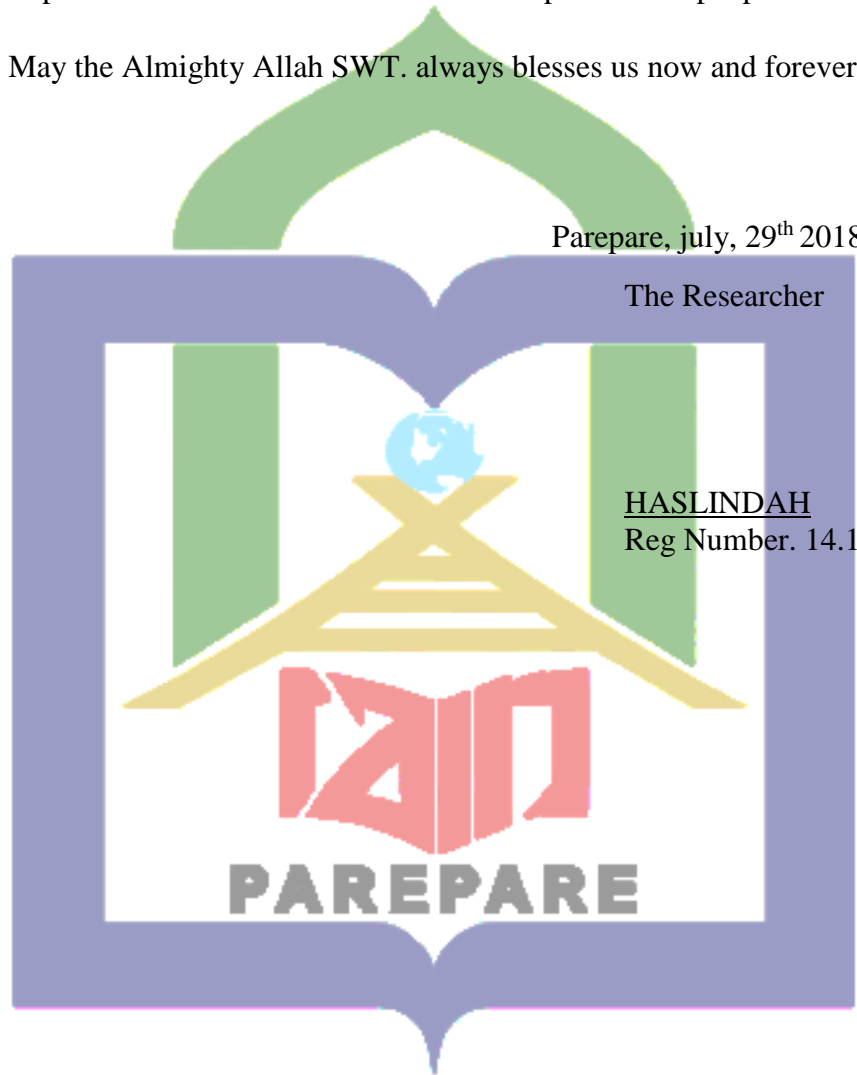 May the Almighty Allah SWT. always blesses us now and forever
Parepare, july, 29th 2018
The Researcher
HASLINDAH
Reg Number. 14.1
iain
PAREPARE